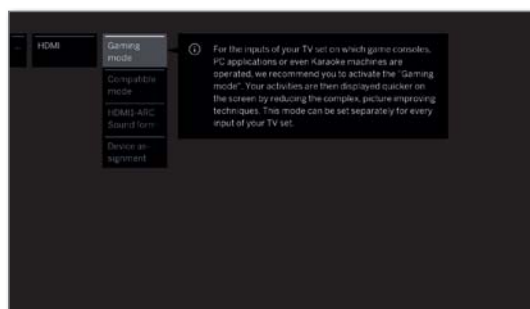 ...
HDMI
Gaming
mode
Compatible
mode
HDMI1-ARC
Sound form
Device as-
signment
For the inputs of your TV set on which game consoles,
PC applications or even Karaoke machines are
operated, we recommend you to activate the "Gaming
mode". Your activities are then displayed quicker on
the screen by reducing the complex, picture improving
techniques. This mode can be set separately for every
input of your TV set.